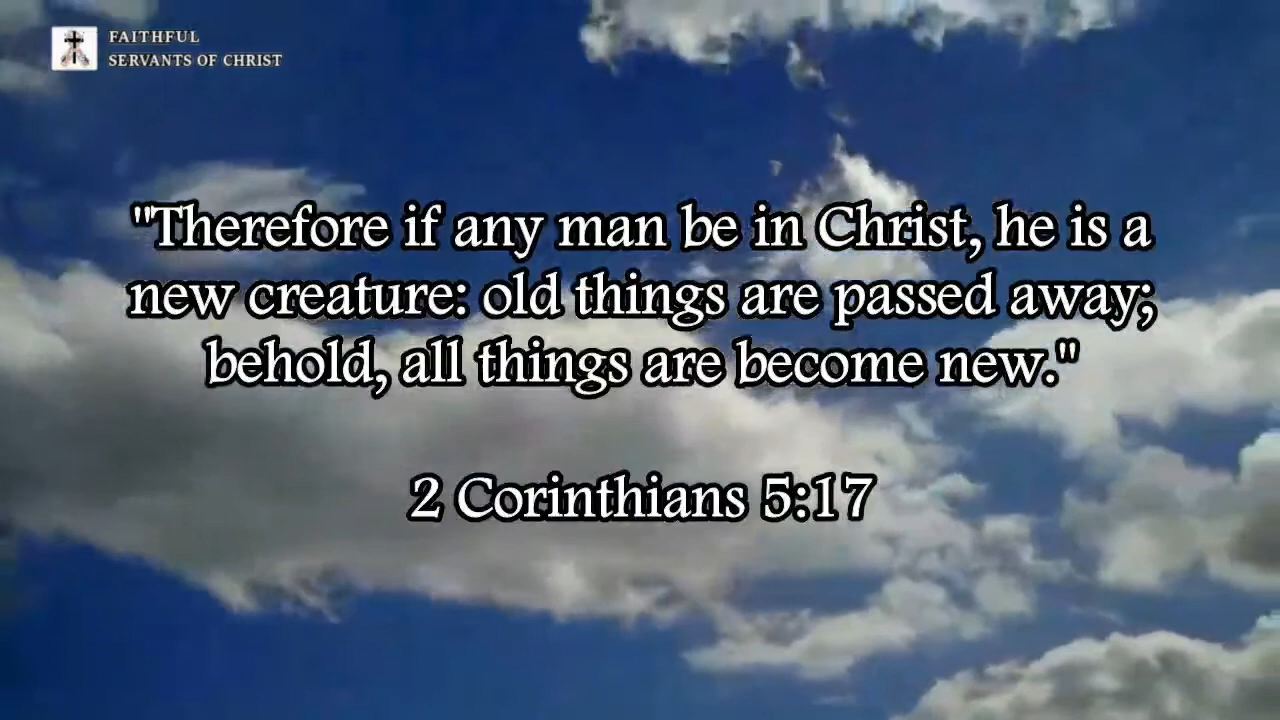 FAITHFUL
SERVANTS OF CHRIST
"Therefore if any man be in Christ, he is a
new creature: old things are passed away;
behold, all things are become new."
2 Corinthians 5:17